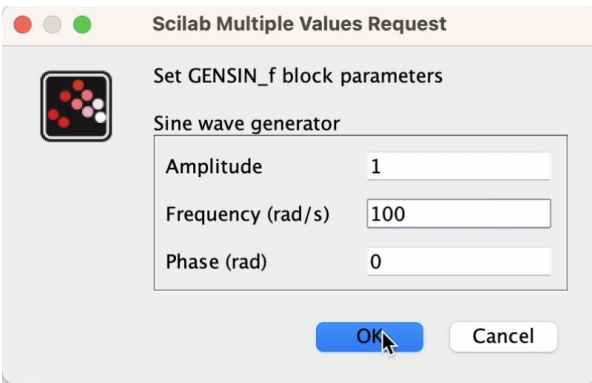 Scilab Multiple Values Request
Set GENSIN_f block parameters
Sine wave generator
Amplitude 1
Frequency (rad/s) 100
Phase (rad) 0
OK Cancel